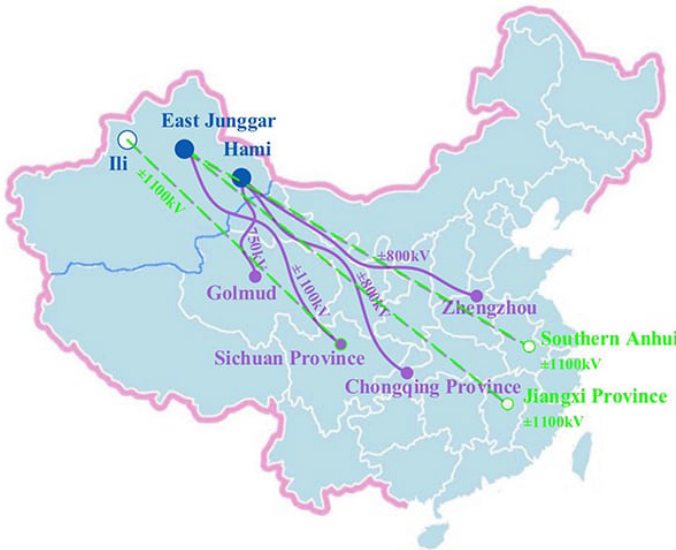 East Junggar
Hami
Ili
±1100kV
750kV
±1100kV
±800kV
±800kV
Golmud
Zhengzhou
Sichuan Province
Southern Anhui
±1100kV
Chongqing Province
Jiangxi Province
±1100kV